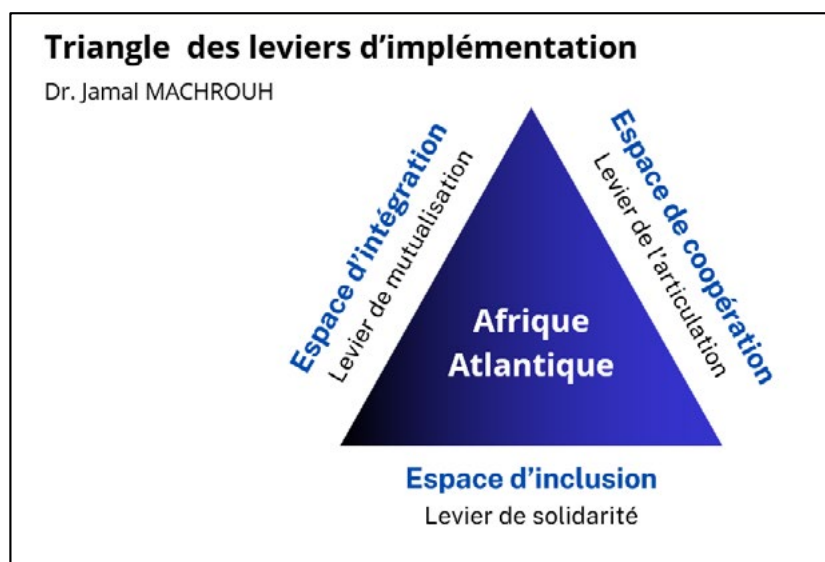 Triangle des leviers d’implémentation
Dr. Jamal MACHROUH
Espace d’intégration
Levier de mutualisation
Espace de coopération
Levier de l'articulation
Afrique
Atlantique
Espace d’inclusion
Levier de solidarité